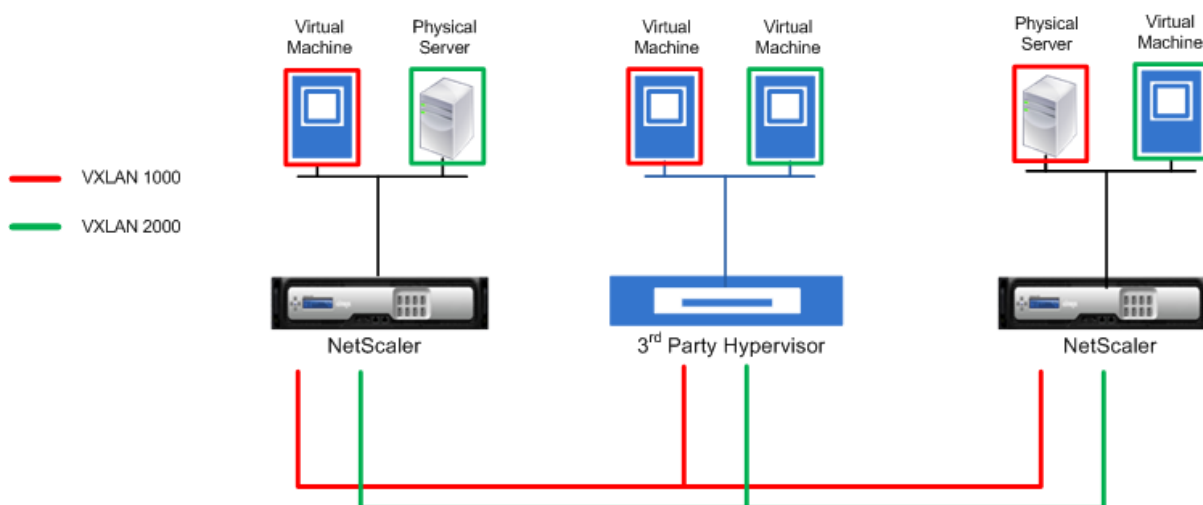 Virtual
Machine
Physical
Server
Virtual
Machine
Virtual
Machine
Physical
Server
Virtual
Machine
VXLAN 1000
VXLAN 2000
NetScaler
3rd Party Hypervisor
NetScaler